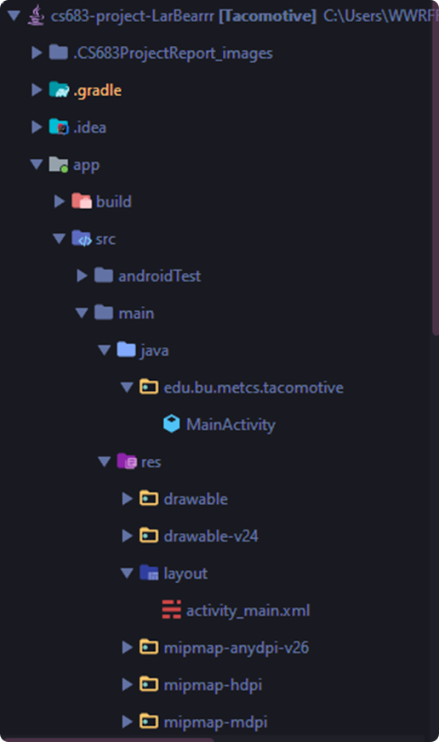 cs683-project-LarBearrr [Tacomotive] C:\Users\WWRF
.CS683ProjectReport_images
.gradle
.idea
app
build
src
androidTest
main
java
edu.bu.metcs.tacomotive
MainActivity
res
drawable
drawable-v24
layout
activity_main.xml
mipmap-anydpi-v26
mipmap-hdpi
mipmap-mdpi